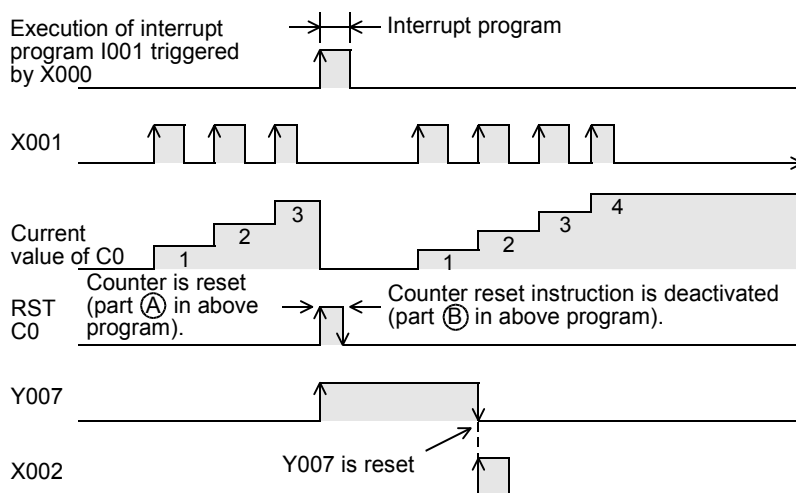 Execution of interrupt
program I001 triggered
by X000
Interrupt program
X001
Current
value of C0
1
2
3
1
2
3
4
RST
C0
Counter is reset
(part Ⓐ in above
program).
Counter reset instruction is deactivated
(part Ⓑ in above program).
Y007
Y007 is reset
X002